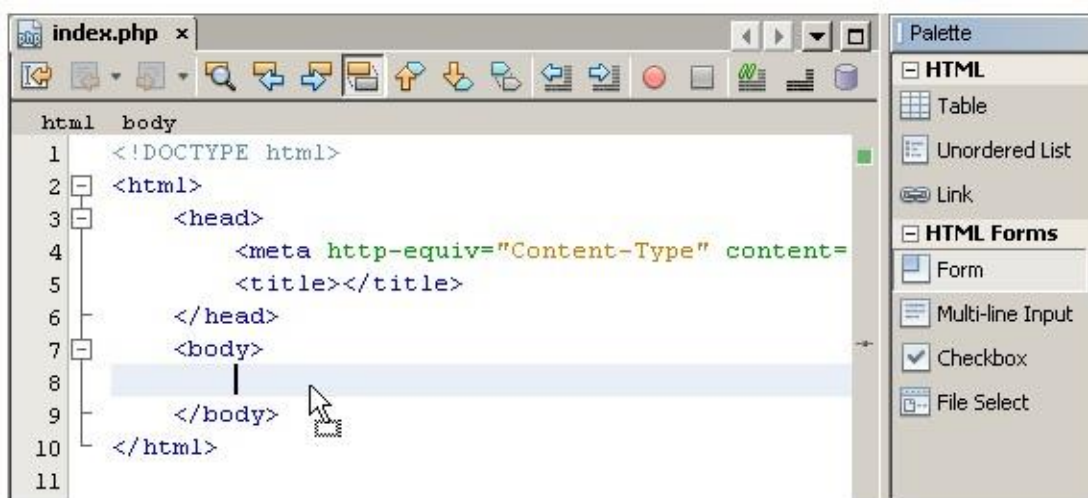 index.php ×
html body
1 <!DOCTYPE html>
2 <html>
3 <head>
4 <meta http-equiv="Content-Type" content=
5 <title></title>
6 </head>
7 <body>
8
9 </body>
10 </html>
11
Palette
HTML
Table
Unordered List
Link
HTML Forms
Form
Multi-line Input
Checkbox
File Select